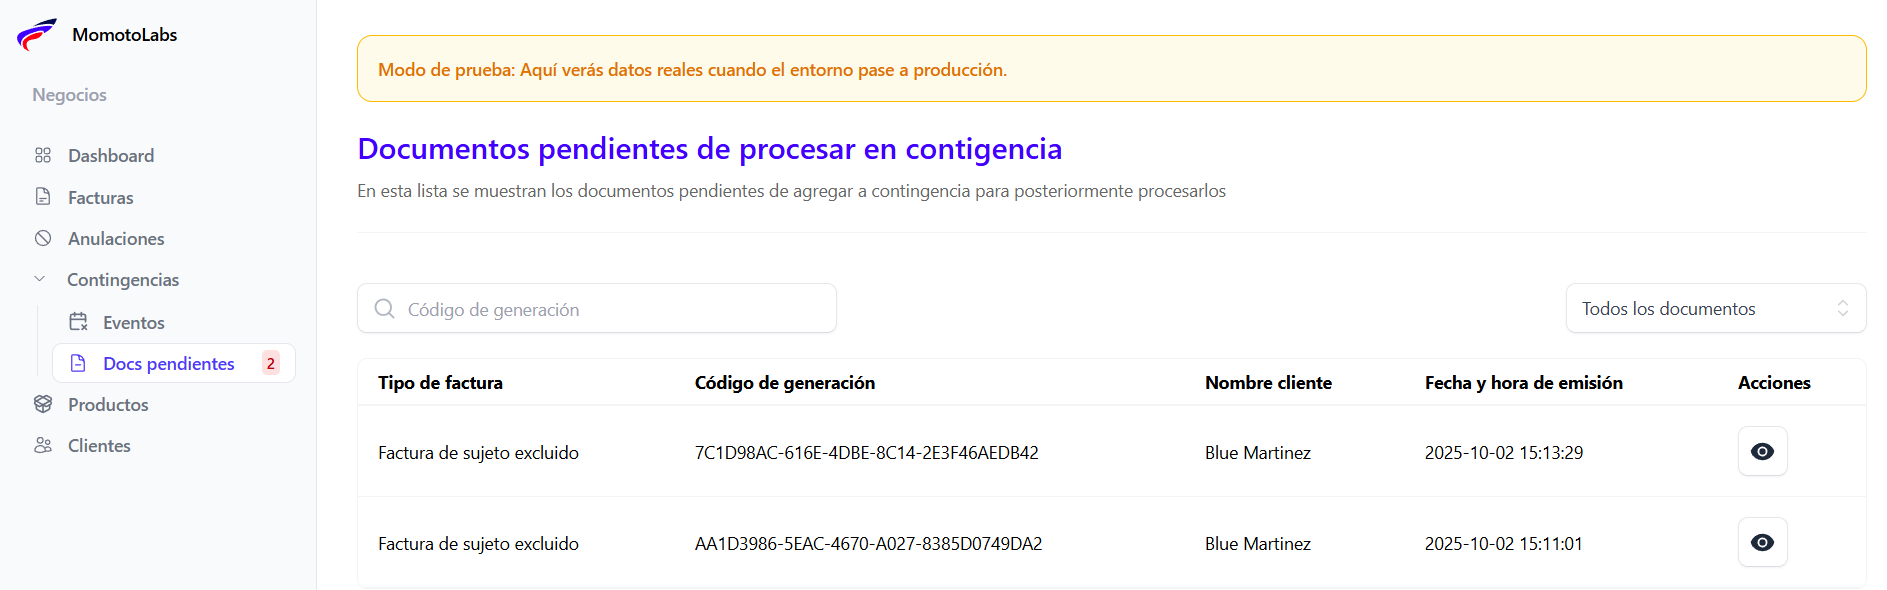 MomotoLabs
Negocios
Dashboard
Facturas
Anulaciones
Contingencias
Eventos
Docs pendientes 2
Productos
Clientes
Modo de prueba: Aquí verás datos reales cuando el entorno pase a producción.
Documentos pendientes de procesar en contigencia
En esta lista se muestran los documentos pendientes de agregar a contingencia para posteriormente procesarlos
Código de generación
Todos los documentos
Tipo de factura Código de generación Nombre cliente Fecha y hora de emisión Acciones
Factura de sujeto excluido 7C1D98AC-616E-4DBE-8C14-2E3F46AEDB42 Blue Martinez 2025-10-02 15:13:29
Factura de sujeto excluido AA1D3986-5EAC-4670-A027-8385D0749DA2 Blue Martinez 2025-10-02 15:11:01